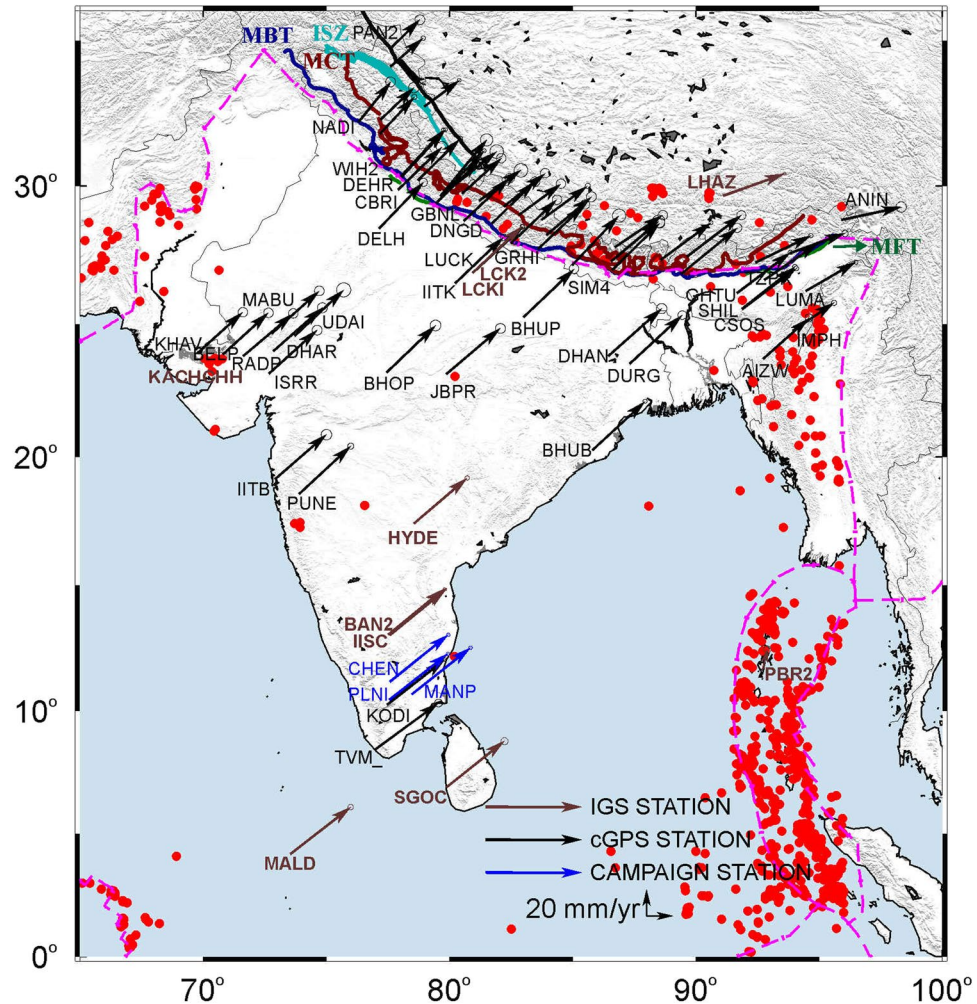 PAN2
ISZ
MBT
MCT
NADI
30°
WIH2
LHAZ
DEHR
ANIN
CBRI
GBNL
DELH
DNGD
MFT
LUCK
GRHI
LCK2
IITK
SIM4
LCKI
GHTU
LUMA
MABU
SHIL
BHUP
CSOS
UDAI
IMPH
KHAV
BELP
DHAR
RADP
DHAN
KACHCHH
ISRR
DURG
AIZW
BHOP
JBPR
20°
BHUB
IITB
PUNE
HYDE
BAN2
IISC
CHEN
PBR2
PLNI
MANP
10°
KODI
TVM_
SGOC
IGS STATION
cGPS STATION
MALD
CAMPAIGN STATION
20 mm/yr
0°
70°
80°
90°
100°